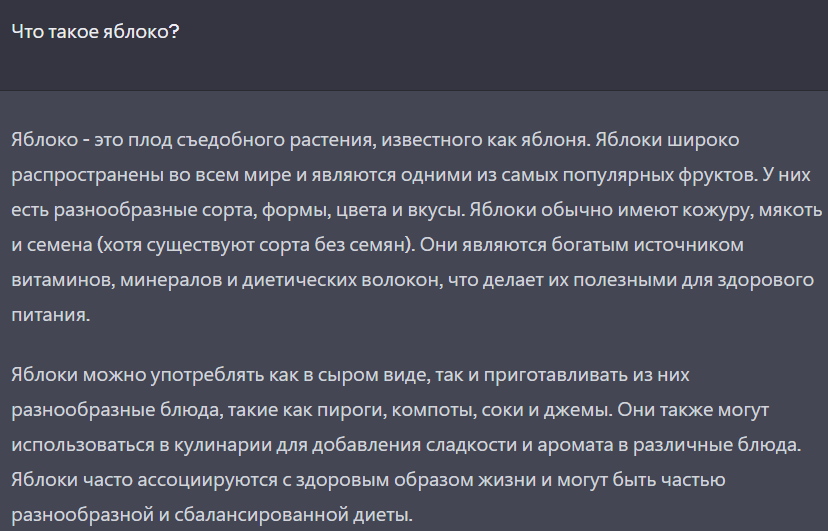 Что такое яблоко?
Яблоко - это плод съедобного растения, известного как яблоня. Яблоки широко
распространены во всем мире и являются одними из самых популярных фруктов. У них
есть разнообразные сорта, формы, цвета и вкусы. Яблоки обычно имеют кожуру, мякоть
и семена (хотя существуют сорта без семян). Они являются богатым источником
витаминов, минералов и диетических волокон, что делает их полезными для здорового
питания.
Яблоки можно употреблять как в сыром виде, так и приготавливать из них
разнообразные блюда, такие как пироги, компоты, соки и джемы. Они также могут
использоваться в кулинарии для добавления сладкости и аромата в различные блюда.
Яблоки часто ассоциируются с здоровым образом жизни и могут быть частью
разнообразной и сбалансированной диеты.